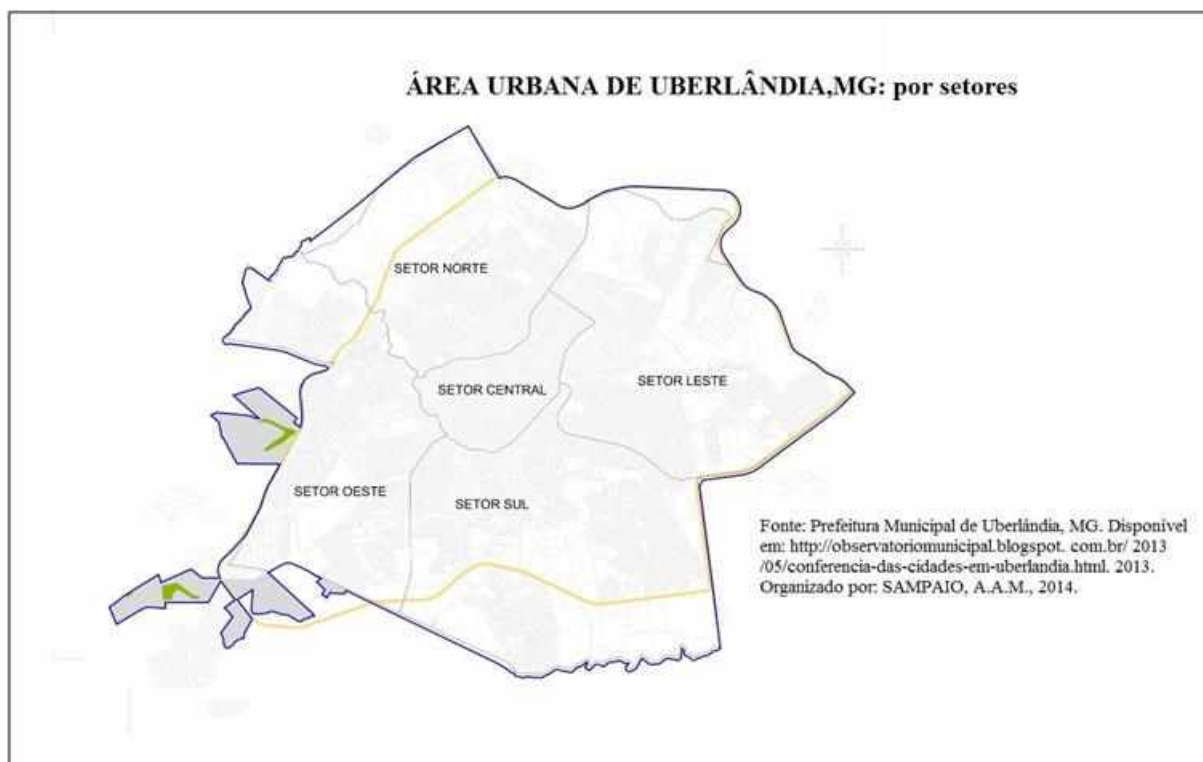 ÁREA URBANA DE UBERLÂNDIA,MG: por setores
SETOR NORTE
SETOR CENTRAL
SETOR LESTE
SETOR OESTE
SETOR SUL
Fonte: Prefeitura Municipal de Uberlândia, MG. Disponível
em: http://observatoriomunicipal.blogspot. com.br/ 2013
/05/conferencia-das-cidades-em-uberlandia.html. 2013.
Organizado por: SAMPAIO, A.A.M., 2014.